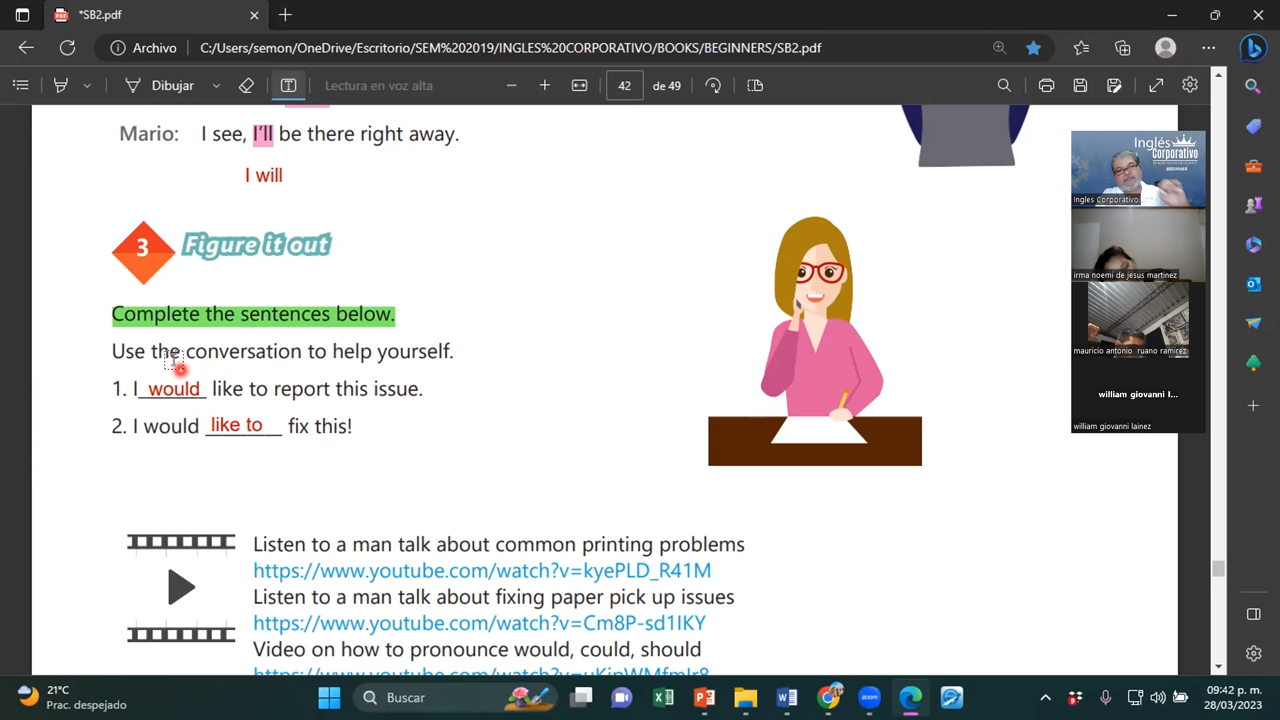 *SB2.pdf
Archivo
C:/Users/semon/OneDrive/Escritorio/SEM%202019/INGLES%20CORPORATIVO/BOOKS/BEGINNERS/SB2.pdf
Dibujar
Lectura en voz alta
42
de 49
Mario: I see, I'll be there right away.
I will
3 Figure it out
Complete the sentences below.
Use the conversation to help yourself.
1. I would like to report this issue.
2. I would like to fix this!
Listen to a man talk about common printing problems
https://www.youtube.com/watch?v=kyePLD_R41M
Listen to a man talk about fixing paper pick up issues
https://www.youtube.com/watch?v=Cm8P-sd1IKY
Video on how to pronounce would, could, should
Inglés
Corporativo
Ingles Corporativo
irma noemi de jesus martinez
mauricio antonio ruano ramirez
william giovanni l...
william giovanni lainez
21°C
Prac. despejado
Buscar
09:42 p. m.
28/03/2023